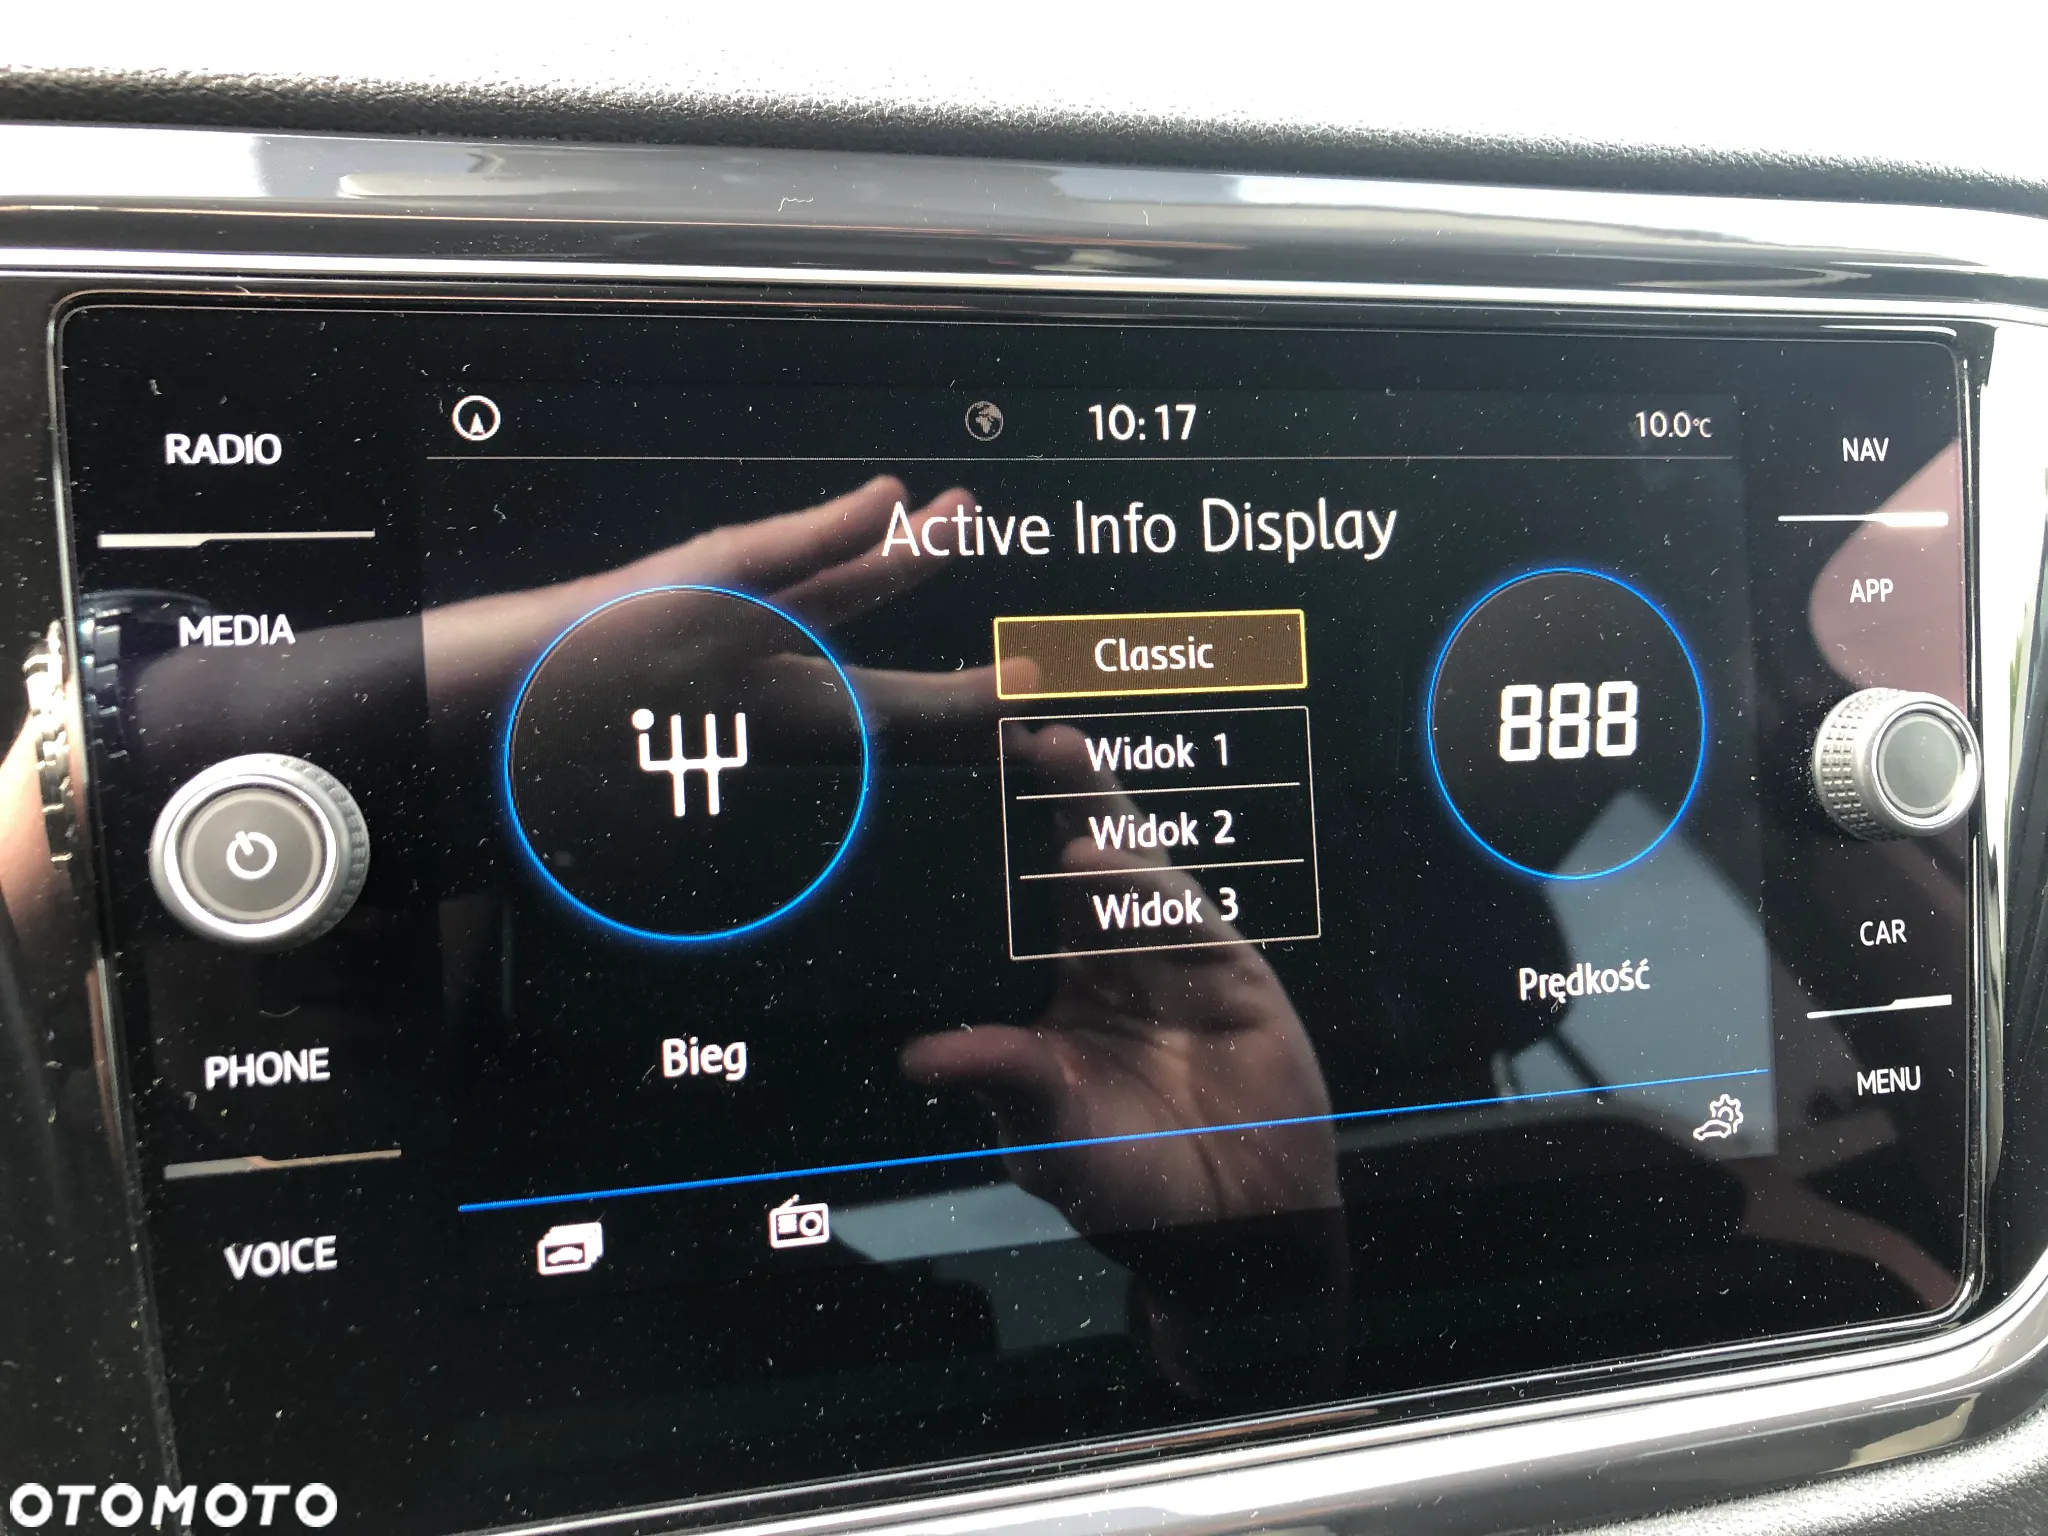 RADIO
10:17
10.0°C
NAV
Active Info Display
APP
MEDIA
Classic
888
Widok 1
Widok 2
Widok 3
CAR
Prędkość
Bieg
PHONE
MENU
VOICE
OTOMOTO